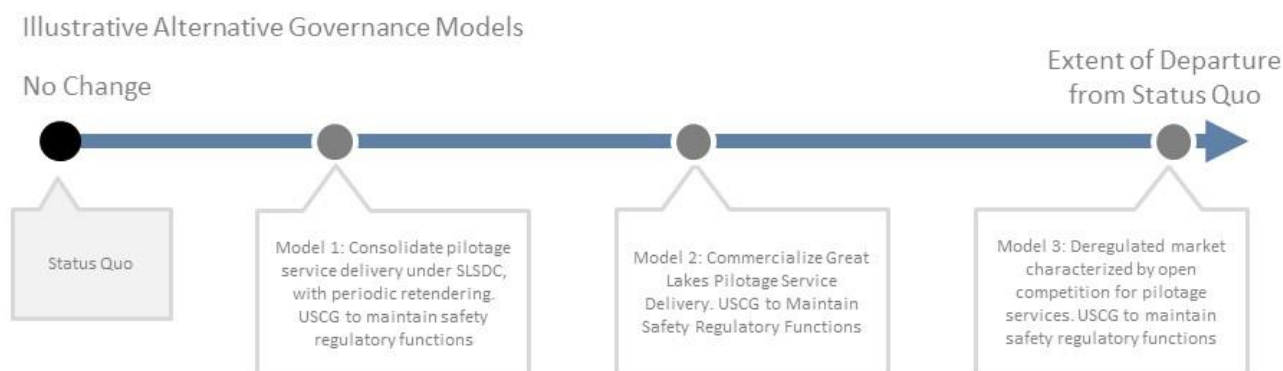 Illustrative Alternative Governance Models
No Change
Extent of Departure
from Status Quo
Status Quo
Model 1: Consolidate pilotage
service delivery under SLSDC,
with periodic retendering.
USCG to maintain safety
regulatory functions
Model 2: Commercialize Great
Lakes Pilotage Service
Delivery. USCG to Maintain
Safety Regulatory Functions
Model 3: Deregulated market
characterized by open
competition for pilotage
services. USCG to maintain
safety regulatory functions